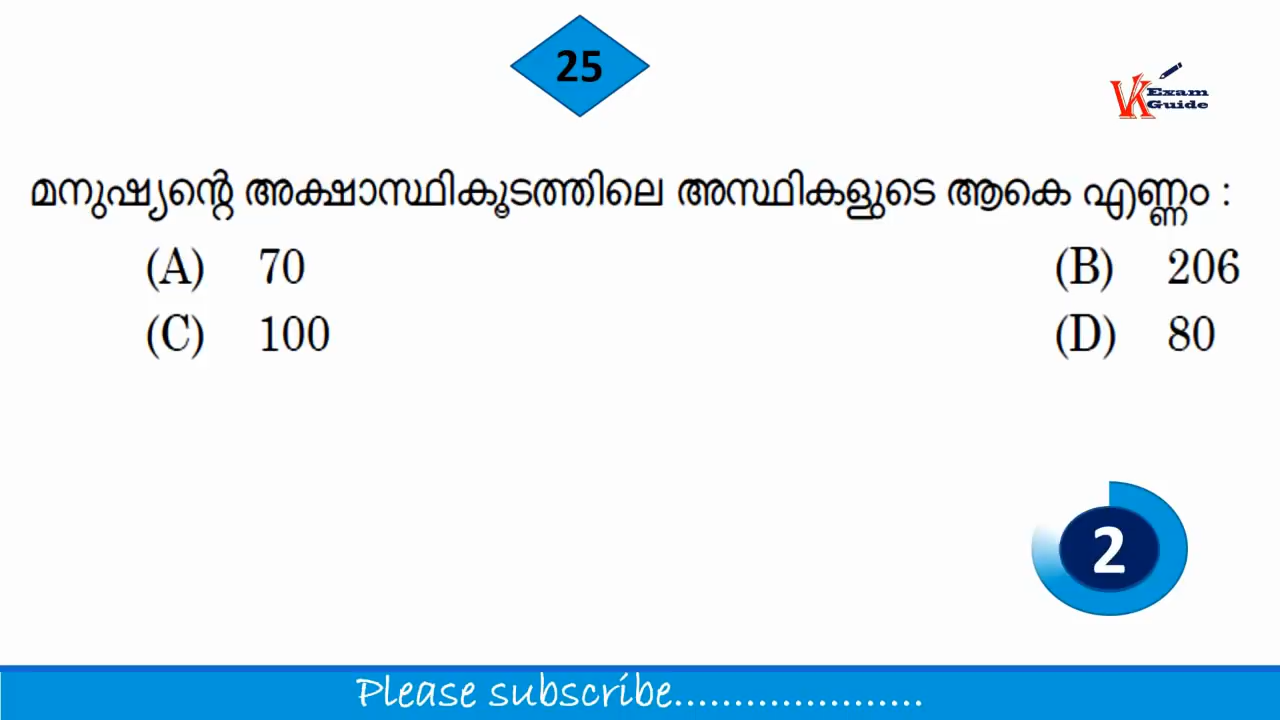 25
VK Exam Guide
മനുഷ്യന്റെ അക്ഷാസ്ഥികൂടത്തിലെ അസ്ഥികളുടെ ആകെ എണ്ണം :
(A) 70 (B) 206
(C) 100 (D) 80
2
Please subscribe.....................